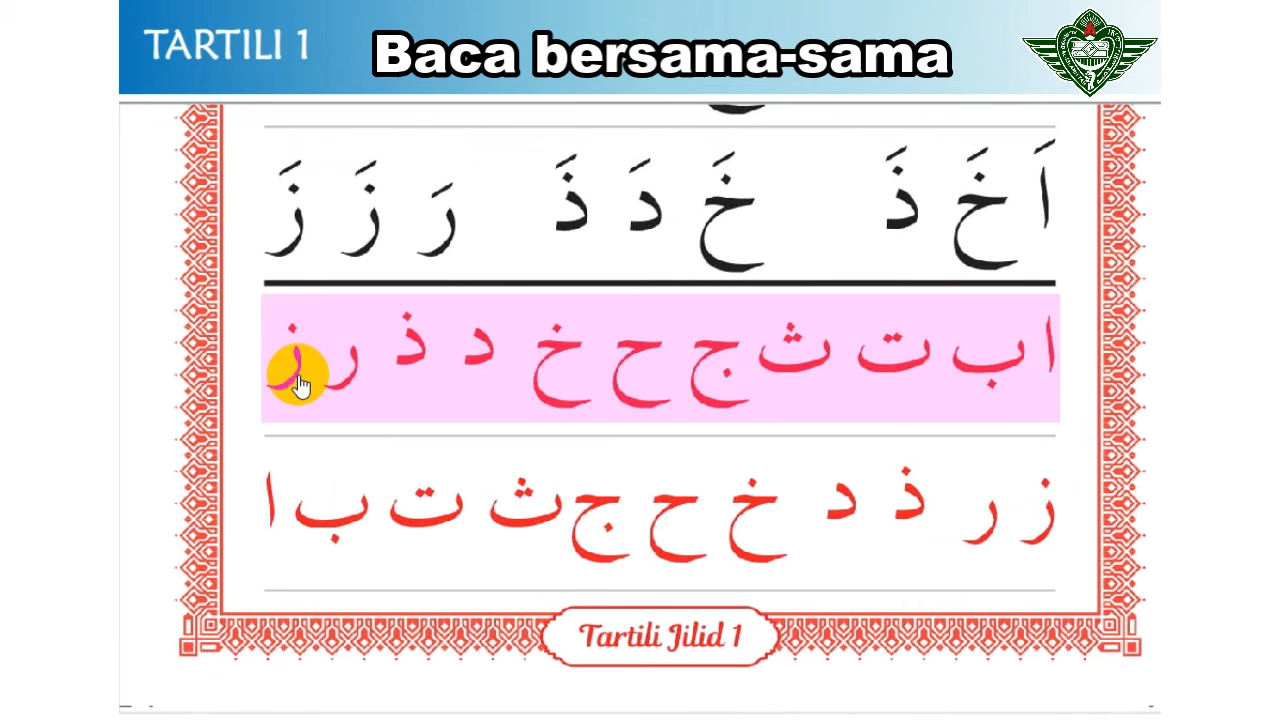 TARTILI 1
Baca bersama-sama
اَ خَ ذَ خَ دَ ذَ رَ زَ زَ
ا ب ت ث ج ح خ د ذ ر ز
ز ر ذ د خ ح ج ث ت ب ا
Tartili Jilid 1